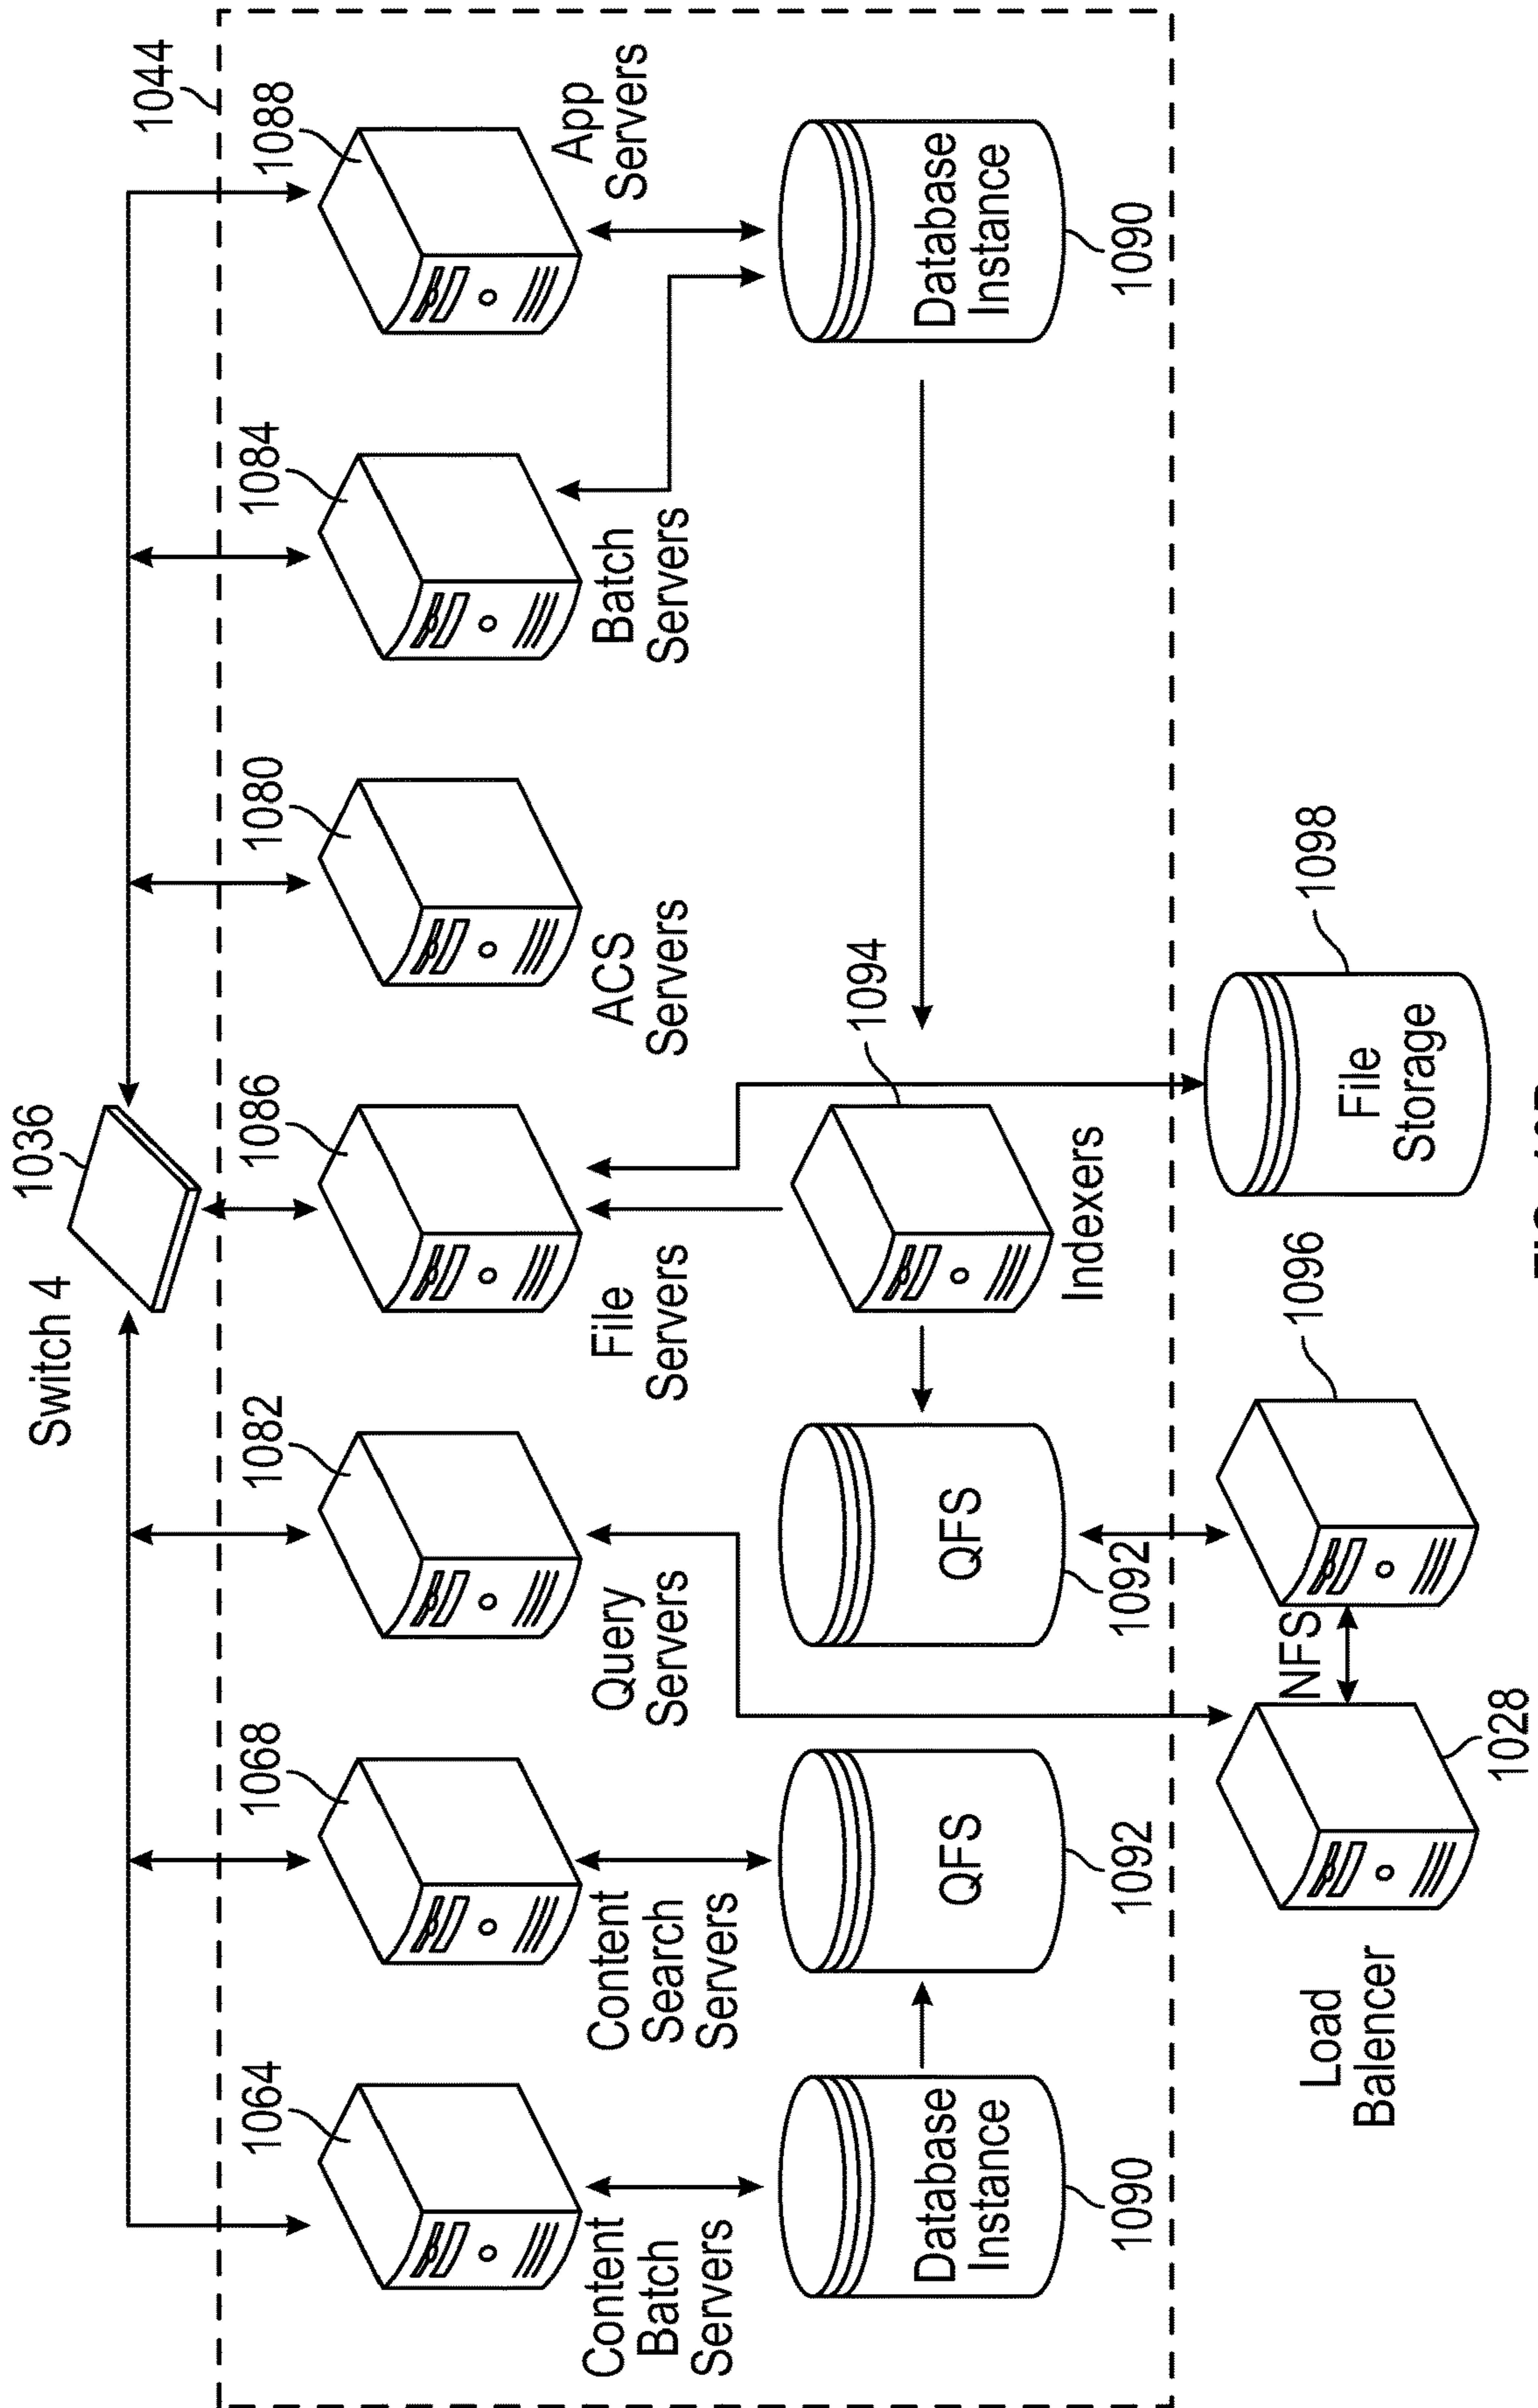 Switch 4
1036
1044
1064
1068
1082
1086
1080
1084
1088
Content
Batch
Servers
Content
Search
Servers
Query
Servers
File
Servers
ACS
Servers
Batch
Servers
App
Servers
1094
Database
Instance
QFS
QFS
Indexers
Database
Instance
1090
1092
1092
1090
Load
Balencer
NFS
1096
1098
File
Storage
1028